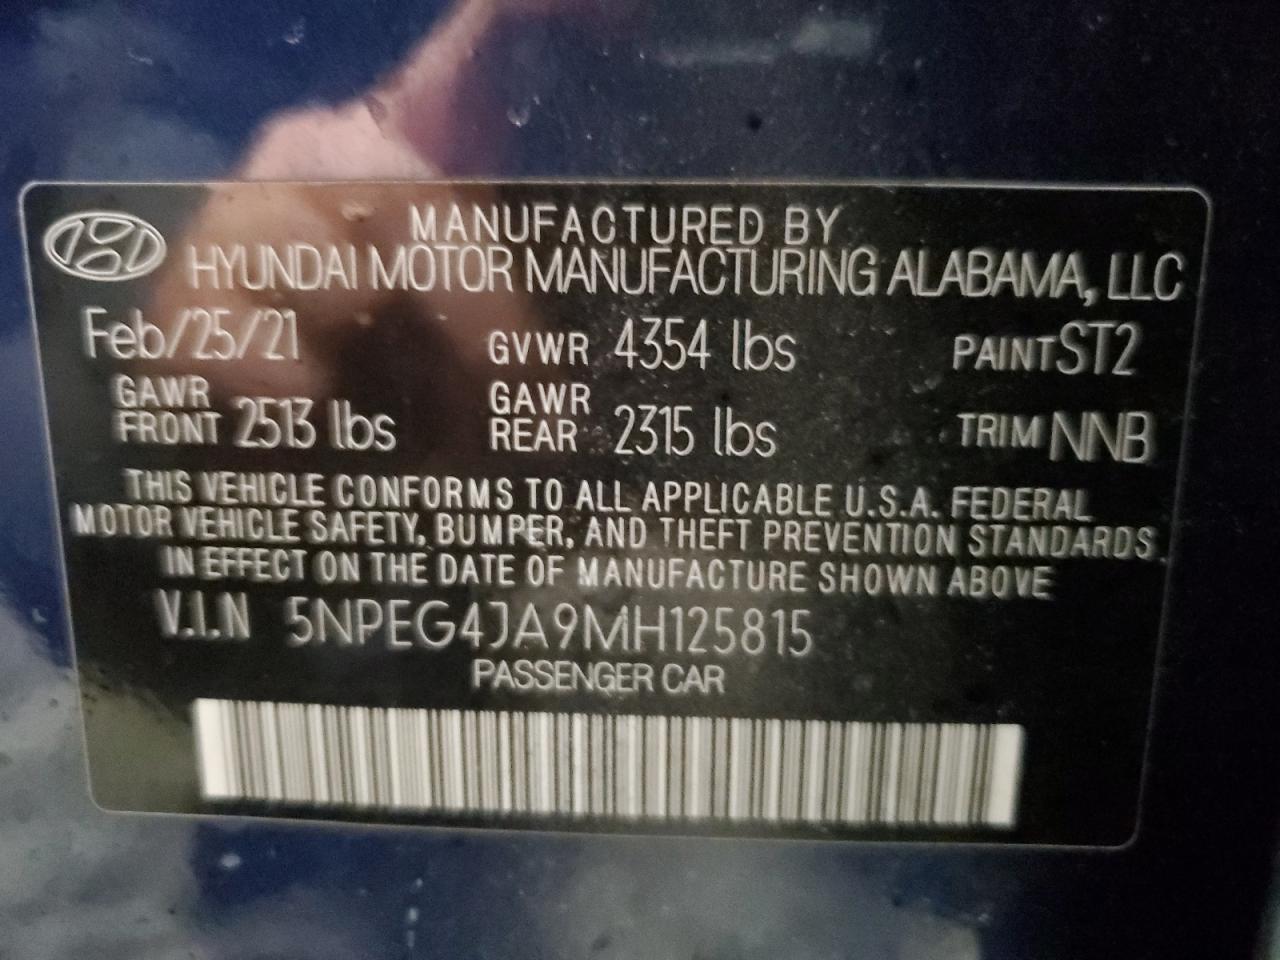 MANUFACTURED BY
HYUNDAI MOTOR MANUFACTURING ALABAMA, LLC
Feb/25/21 GVWR 4354 lbs PAINT ST2
GAWR FRONT 2513 lbs GAWR REAR 2315 lbs TRIM NNB
THIS VEHICLE CONFORMS TO ALL APPLICABLE U.S.A. FEDERAL
MOTOR VEHICLE SAFETY, BUMPER, AND THEFT PREVENTION STANDARDS
IN EFFECT ON THE DATE OF MANUFACTURE SHOWN ABOVE
V.I.N 5NPEG4JA9MH125815
PASSENGER CAR